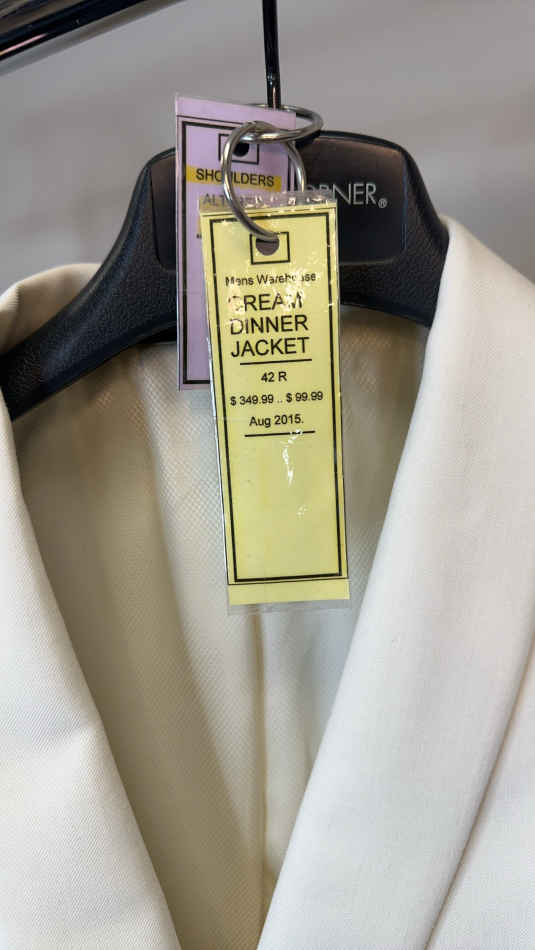 SHOULDERS
Mens Warehouse
CREAM
DINNER
JACKET
42 R
$ 349.99 .. $ 99.99
Aug 2015.